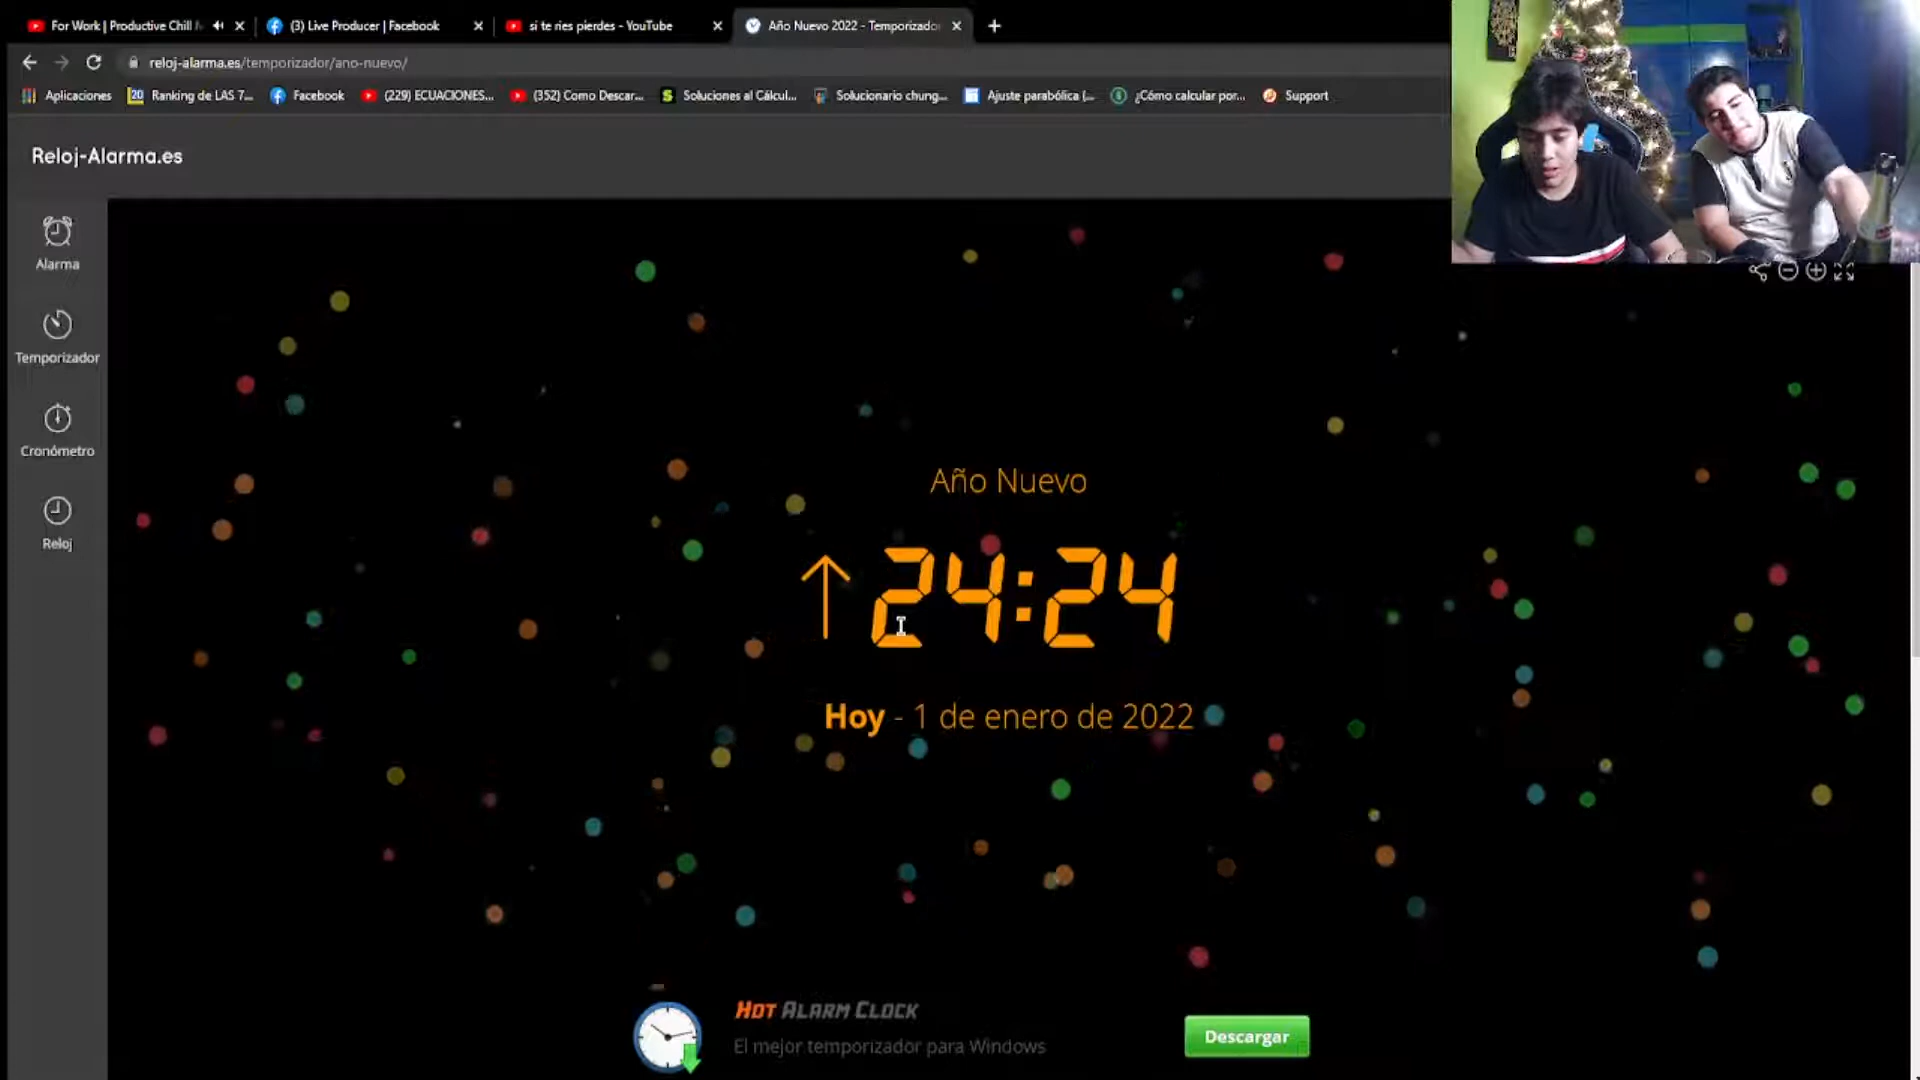 For Work | Productive Chill
(3) Live Producer | Facebook
si te ries pierdes - YouTube
Año Nuevo 2022 - Temporizado
reloj-alarma.es/temporizador/ano-nuevo/
Aplicaciones
Ranking de LAS 7...
Facebook
(229) ECUACIONES...
(352) Como Descar...
Soluciones al Cálcul...
Solucionario chung...
Ajuste parabólica (...
¿Cómo calcular por...
Support
Reloj-Alarma.es
Alarma
Temporizador
Cronómetro
Reloj
Año Nuevo
↑ 24:24
Hoy - 1 de enero de 2022
HOT ALARM CLOCK
El mejor temporizador para Windows
Descargar